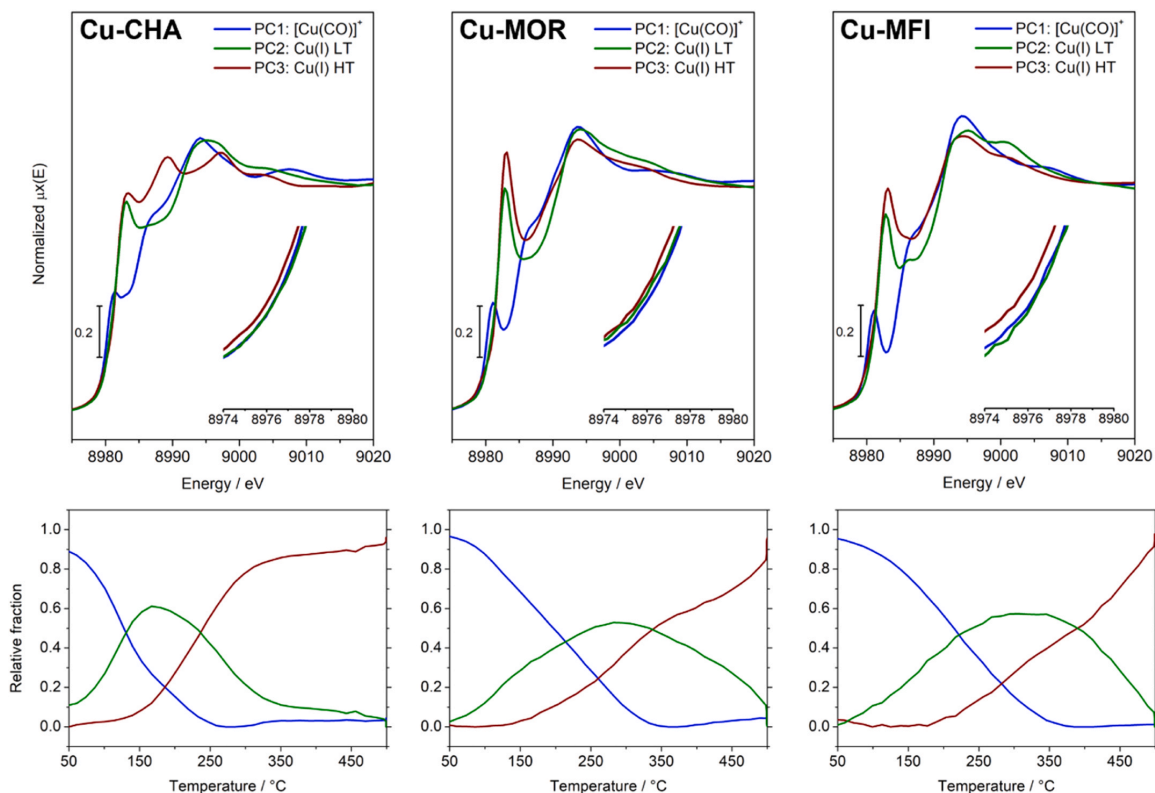 Cu-CHA
PC1: [Cu(CO)]+
PC2: Cu(I) LT
PC3: Cu(I) HT
Normalized μx(E)
0.2
8974 8976 8978 8980
8980 8990 9000 9010 9020
Energy / eV
Cu-MOR
PC1: [Cu(CO)]+
PC2: Cu(I) LT
PC3: Cu(I) HT
0.2
8974 8976 8978 8980
8980 8990 9000 9010 9020
Energy / eV
Cu-MFI
PC1: [Cu(CO)]+
PC2: Cu(I) LT
PC3: Cu(I) HT
0.2
8974 8976 8978 8980
8980 8990 9000 9010 9020
Energy / eV
Relative fraction
1.0
0.8
0.6
0.4
0.2
0.0
50 150 250 350 450
Temperature / °C
1.0
0.8
0.6
0.4
0.2
0.0
50 150 250 350 450
Temperature / °C
1.0
0.8
0.6
0.4
0.2
0.0
50 150 250 350 450
Temperature / °C